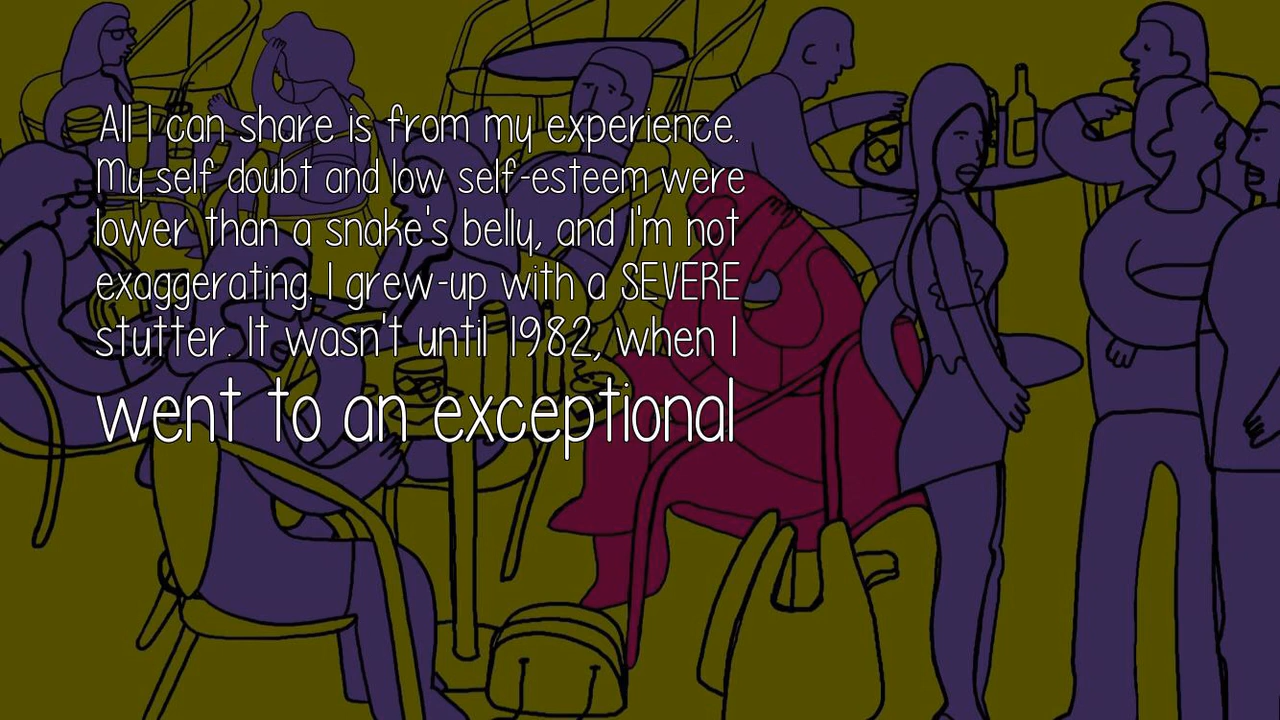 All I can share is from my experience.
My self doubt and low self-esteem were
lower than a snake's belly, and I'm not
exaggerating. I grew-up with a SEVERE
stutter. It wasn't until 1982, when I
went to an exceptional